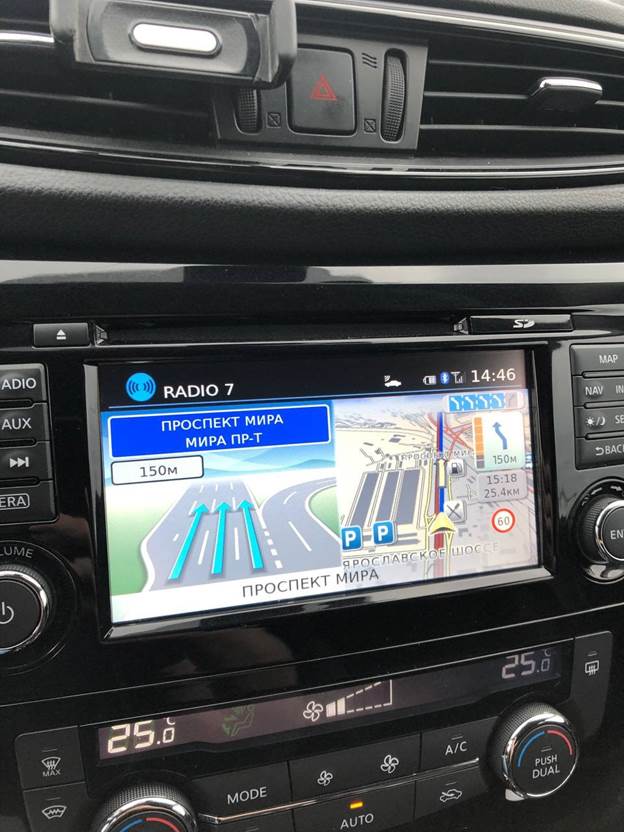 SD
RADIO 7
14:46
ПРОСПЕКТ МИРА
МИРА ПР-Т
150м
150м
15:18
25.4км
60
P P
ЯРОСЛАВСКОЕ ШОССЕ
ПРОСПЕКТ МИРА
AUX
MAP
NAV
BACK
25.0
°C
25.0
°C
MAX
MODE
A/C
PUSH
DUAL
AUTO